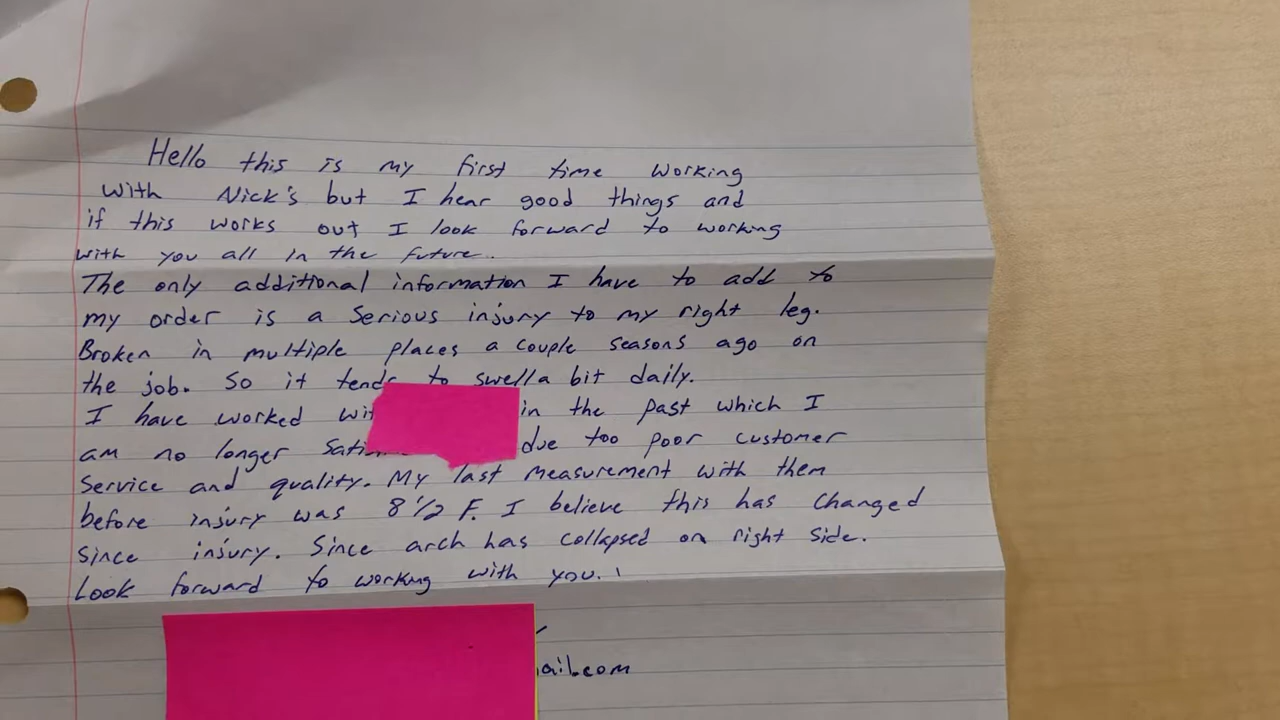 Hello this is my first time working
with Nick's but I hear good things and
if this works out I look forward to working
with you all in the future.
The only additional information I have to add to
my order is a serious injury to my right leg.
Broken in multiple places a couple seasons ago on
the job. So it tends to swell a bit daily.
I have worked in the past which I
am no longer due too poor customer
service and quality. My last measurement with them
before injury was 8 1/2 F. I believe this has changed
since injury. Since arch has collapsed on right side.
Look forward to working with you.!
ail.com